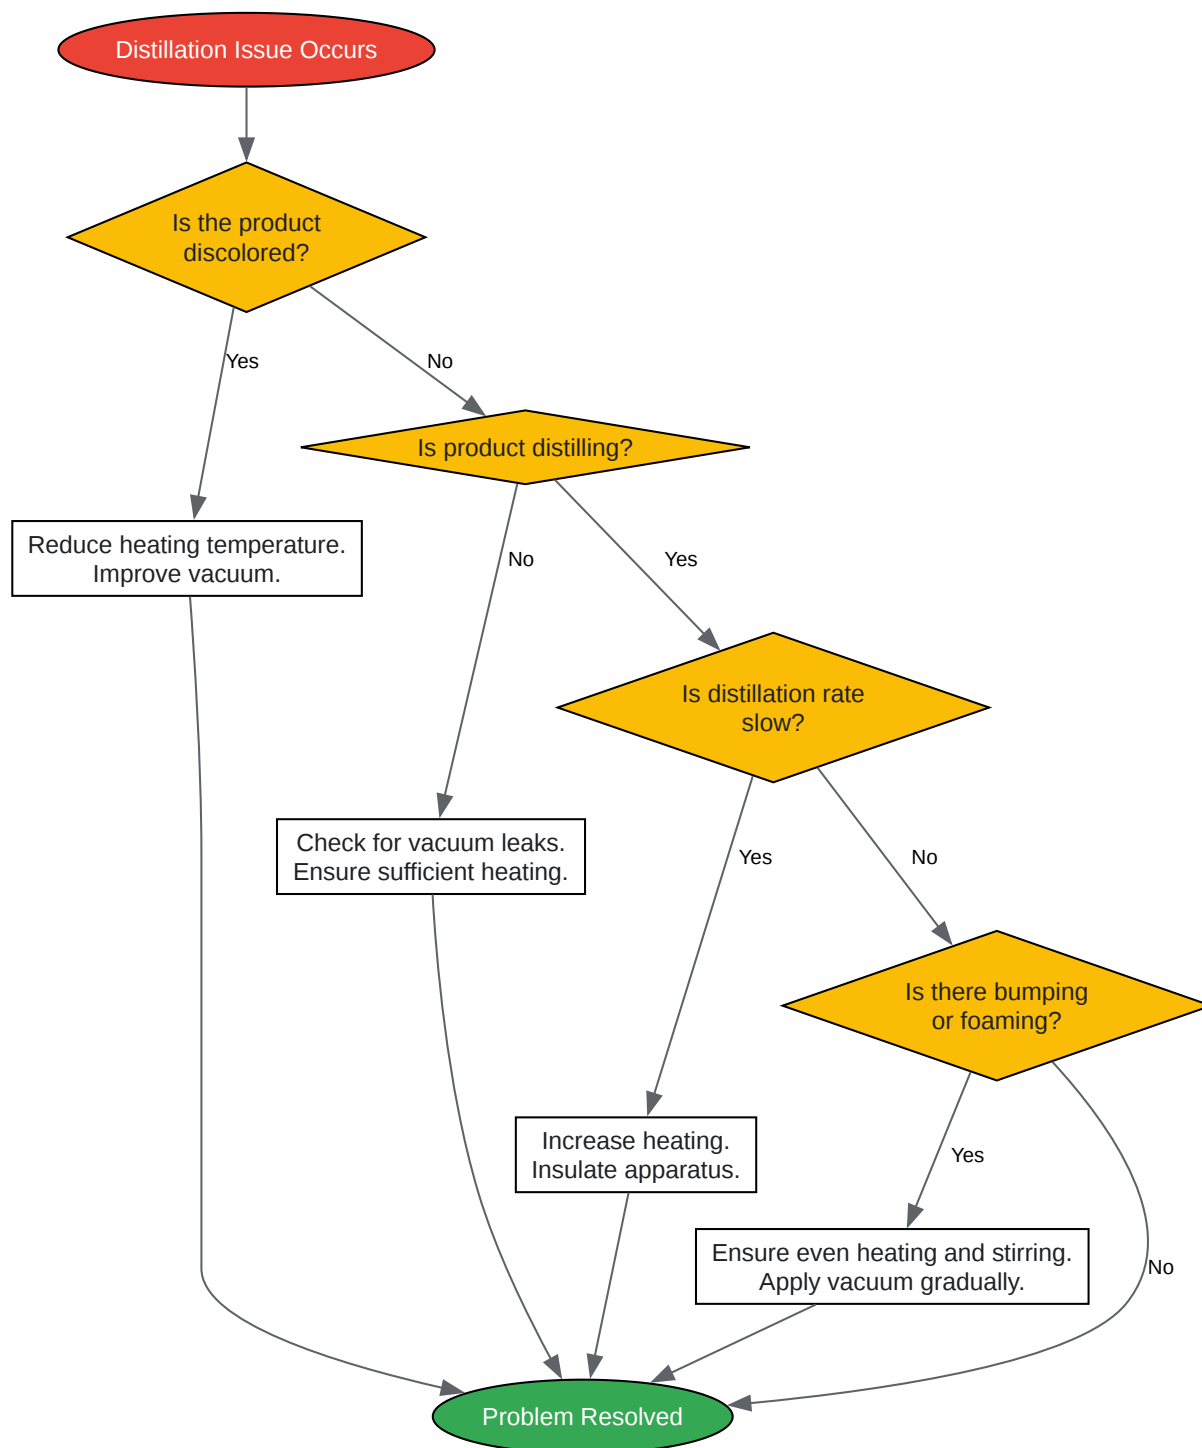 Distillation Issue Occurs
Is the product
discolored?
Yes
No
Is product distilling?
Reduce heating temperature.
Improve vacuum.
No
Yes
Is distillation rate
slow?
Check for vacuum leaks.
Ensure sufficient heating.
Yes
No
Is there bumping
or foaming?
Increase heating.
Insulate apparatus.
Yes
Ensure even heating and stirring.
Apply vacuum gradually.
No
Problem Resolved